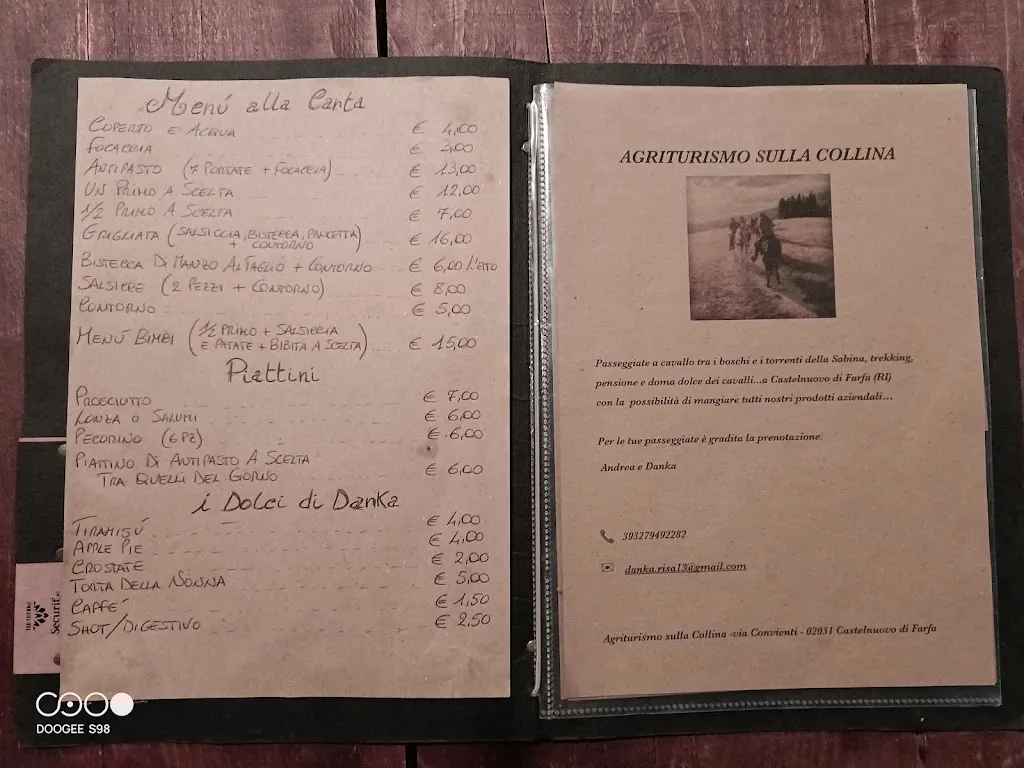 Menú alla Carta
COPERTO E ACQUA € 4,00
FOCACCIA € 3,00
ANTIPASTO (7 PORTATE + FOCACCIA) € 13,00
UN PRIMO A SCELTA € 12,00
1/2 PRIMO A SCELTA € 7,00
GRIGLIATA (SALSICCIA, BISTECCA, PANCETTA) € 16,00
+ CONTORNO
BISTECCA DI MANZO AL TAGLIO + CONTORNO € 6,00 L'ETTO
SALSICCE (2 PEZZI + CONTORNO) € 8,00
CONTORNO € 5,00
MENÚ BIMBI (1/2 PRIMO + SALSICCIA
E PATATE + BIBITA A SCELTA) € 15,00
Piattini
PROSCIUTTO € 7,00
LONZA O SALUMI € 6,00
PECORINO (6 PZ) € 6,00
PIATTINO DI ANTIPASTO A SCELTA
TRA QUELLI DEL GIORNO € 6,00
i Dolci di Danka
TIRAMISÚ € 4,00
APPLE PIE € 4,00
CROSTATE € 2,00
TORTA DELLA NONNA € 5,00
CAFFÉ € 1,50
SHOT/DIGESTIVO € 2,50
AGRITURISMO SULLA COLLINA
Passeggiate a cavallo tra i boschi e i torrenti della Sabina, trekking,
pensione e doma dolce dei cavalli...a Castelnuovo di Farfa (RI)
con la possibilità di mangiare tutti nostri prodotti aziendali...
Per le tue passeggiate è gradita la prenotazione.
Andrea e Danka
393279492282
danka.risa13@gmail.com
Agriturismo sulla Collina -via Convienti - 02031 Castelnuovo di Farfa
Securit
DOOGEE S98